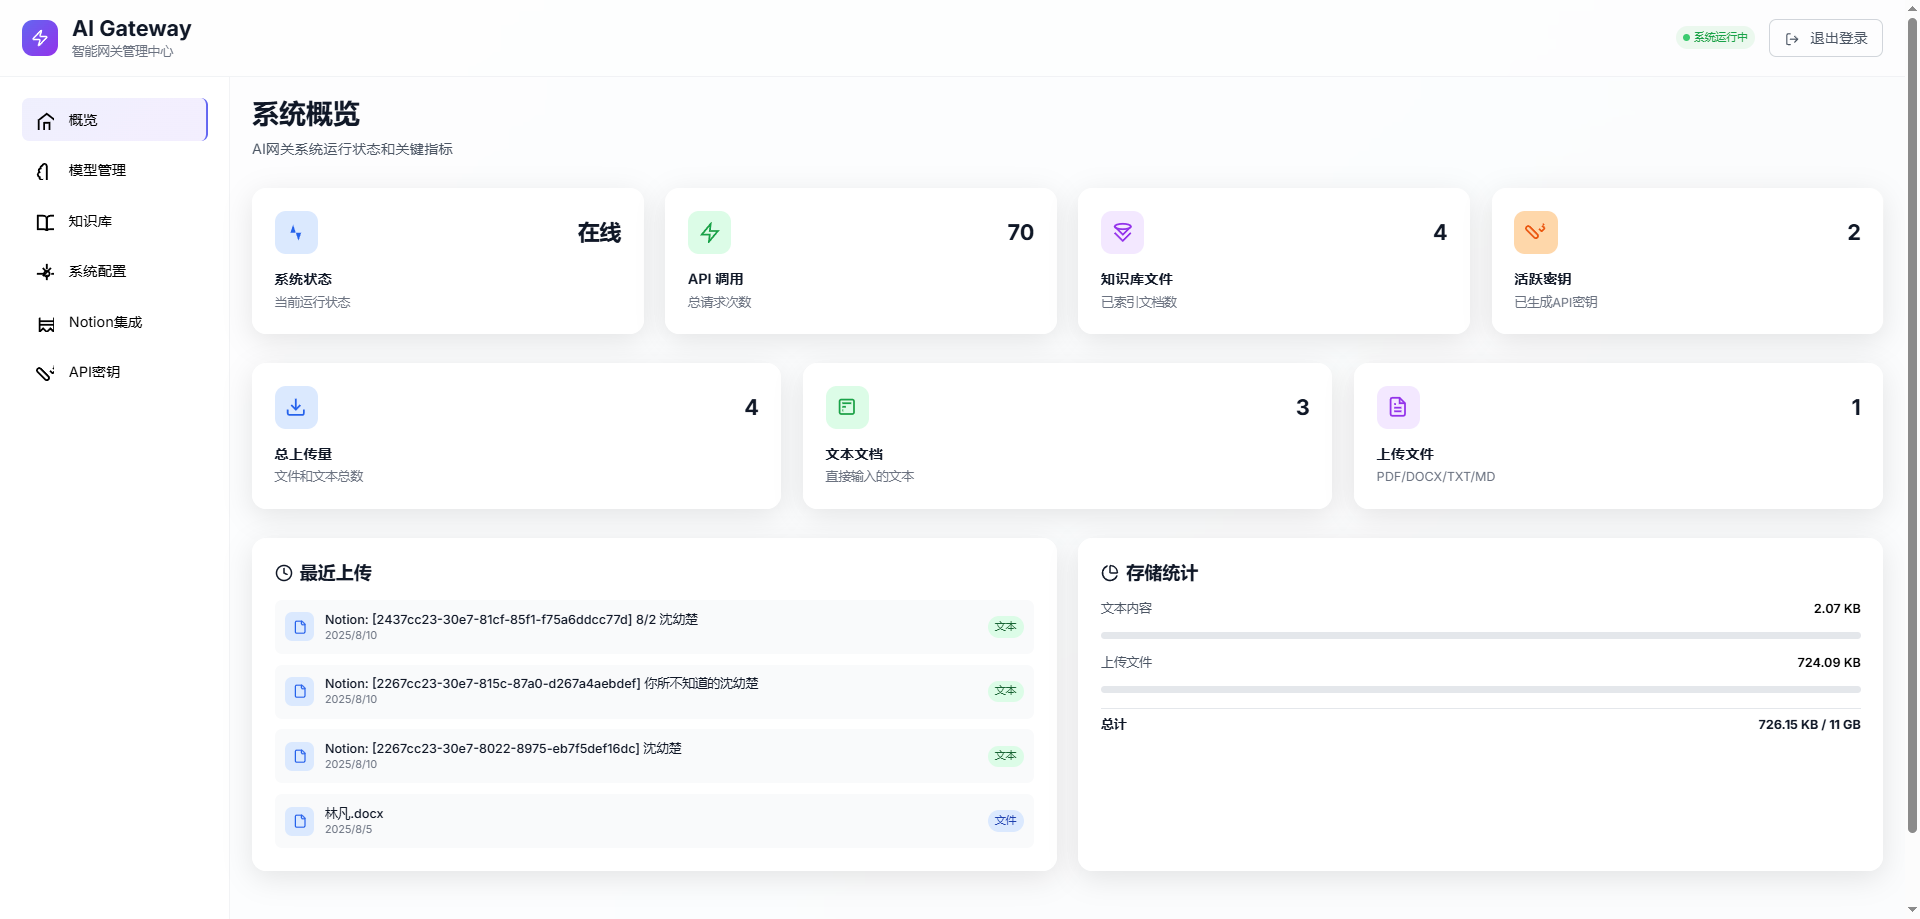 AI Gateway
智能网关管理中心
系统运行中
退出登录
概览
模型管理
知识库
系统配置
Notion集成
API密钥
系统概览
AI网关系统运行状态和关键指标
在线
系统状态
当前运行状态
70
API 调用
总请求次数
4
知识库文件
已索引文档数
2
活跃密钥
已生成API密钥
4
总上传量
文件和文本总数
3
文本文档
直接输入的文本
1
上传文件
PDF/DOCX/TXT/MD
最近上传
Notion: [2437cc23-30e7-81cf-85f1-f75a6ddcc77d] 8/2 沈幼楚
2025/8/10
文本
Notion: [2267cc23-30e7-815c-87a0-d267a4aebdef] 你所不知道的沈幼楚
2025/8/10
文本
Notion: [2267cc23-30e7-8022-8975-eb7f5def16dc] 沈幼楚
2025/8/10
文本
林凡.docx
2025/8/5
文件
存储统计
文本内容 2.07 KB
上传文件 724.09 KB
总计 726.15 KB / 11 GB